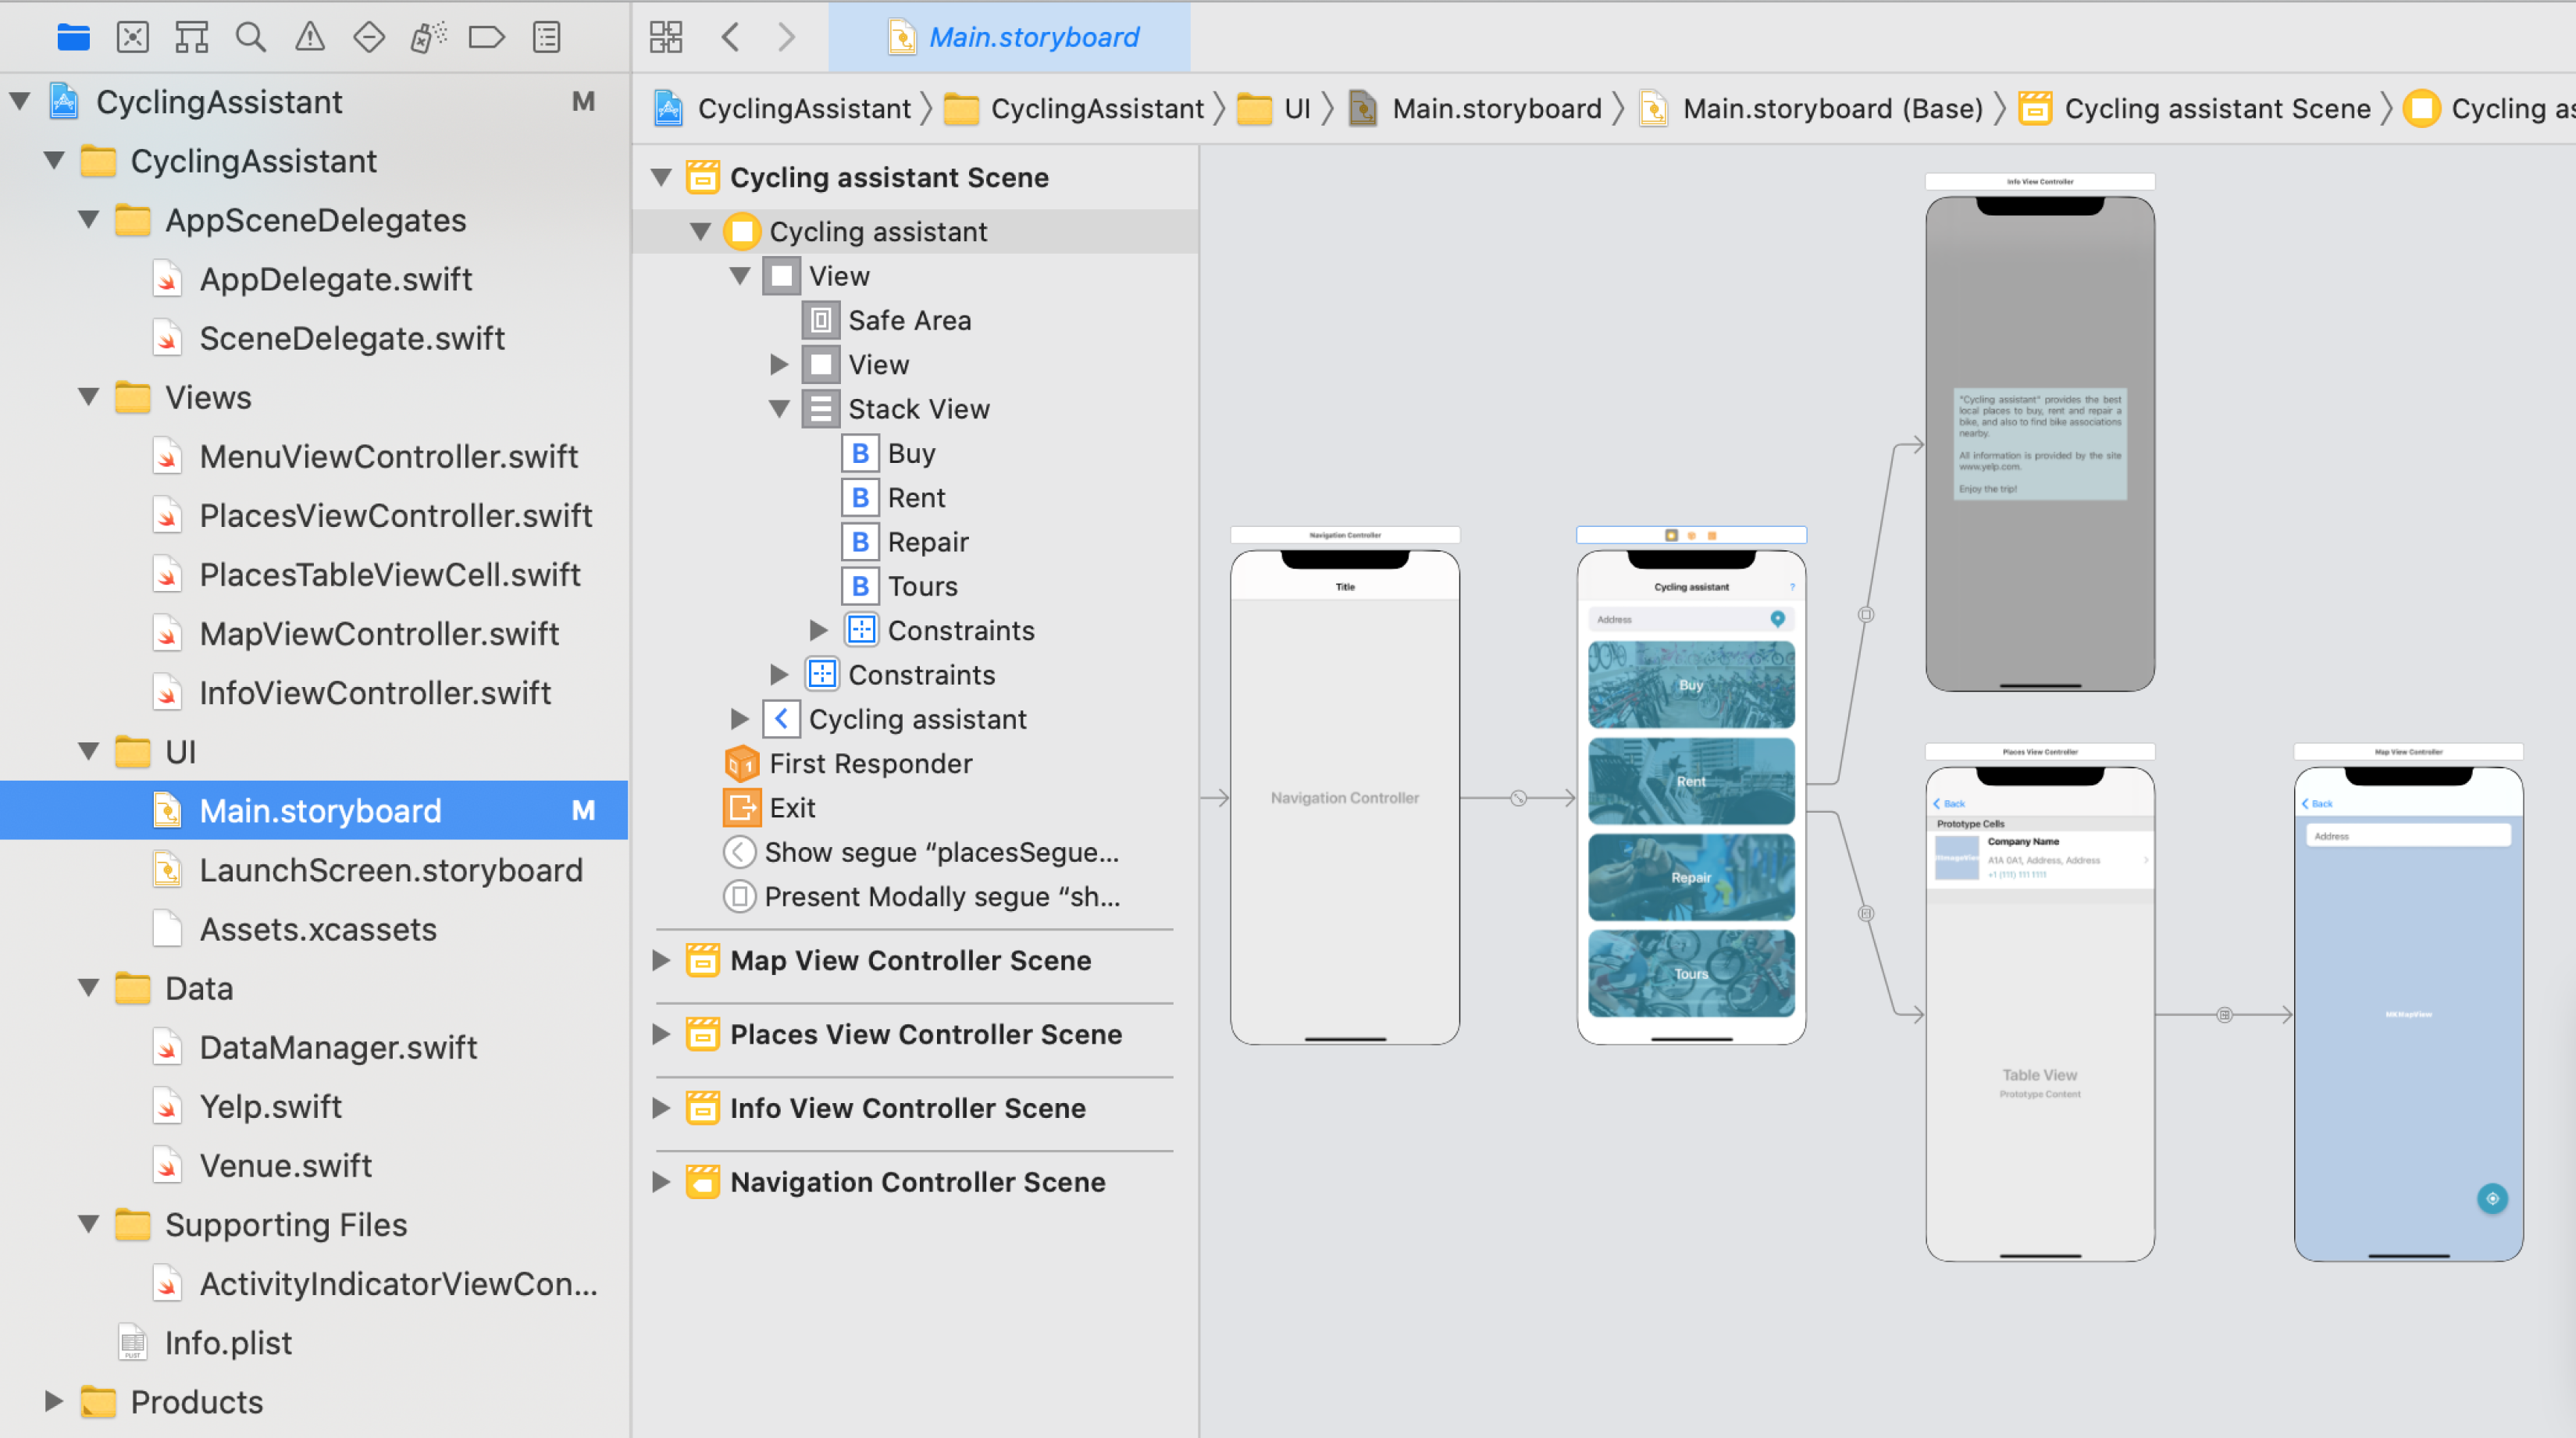 Main.storyboard
CyclingAssistant M
CyclingAssistant
AppSceneDelegates
AppDelegate.swift
SceneDelegate.swift
Views
MenuViewController.swift
PlacesViewController.swift
PlacesTableViewCell.swift
MapViewController.swift
InfoViewController.swift
UI
Main.storyboard M
LaunchScreen.storyboard
Assets.xcassets
Data
DataManager.swift
Yelp.swift
Venue.swift
Supporting Files
ActivityIndicatorViewCon...
Info.plist
Products
CyclingAssistant CyclingAssistant UI Main.storyboard Main.storyboard (Base) Cycling assistant Scene Cycling as
Cycling assistant Scene
Cycling assistant
View
Safe Area
View
Stack View
B Buy
B Rent
B Repair
B Tours
Constraints
Constraints
Cycling assistant
First Responder
Exit
Show segue “placesSegue...
Present Modally segue “sh...
Map View Controller Scene
Places View Controller Scene
Info View Controller Scene
Navigation Controller Scene
Navigation Controller
Title
Navigation Controller
Cycling assistant ?
Address
Buy
Rent
Repair
Tours
Info View Controller
"Cycling assistant" provides the best
local places to buy, rent and repair a
bike, and also to find bike associations
nearby.
All information is provided by the site
www.yelp.com.
Enjoy the trip!
Places View Controller
Back
Prototype Cells
Company Name
A1A 0A1, Address, Address
+1 (111) 111 1111
Table View
Prototype Content
Map View Controller
Back
Address
MKMapView